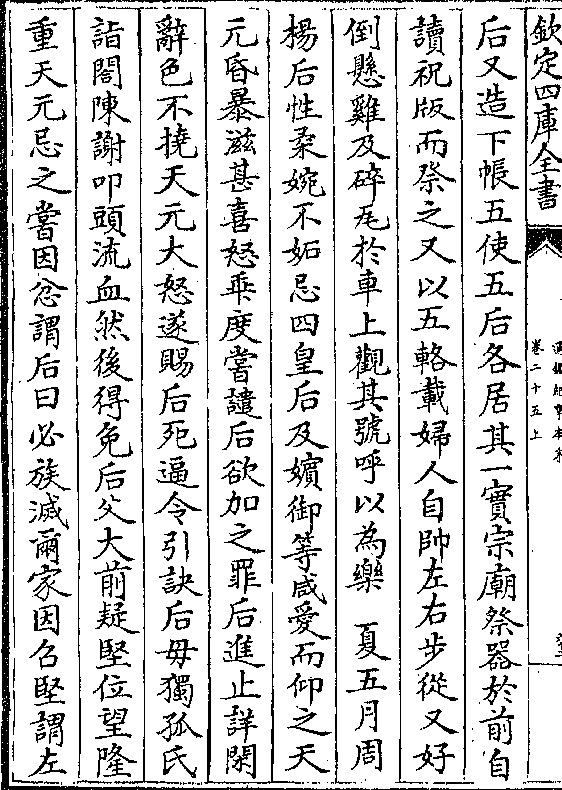 欽定四庫全書
通鑑紀事本末
卷二十五上
后又造下帳五使五后各居其一實宗廟祭器於前自
讀祝版而祭之又以五輅載婦人自帥左右步從又好
倒懸雞及碎瓦於車上觀其號呼以為樂　夏五月周
楊后性柔婉不妬忌四皇后及嬪御等咸愛而仰之天
元昏暴滋甚喜怒乖度嘗譴后欲加之罪后進止詳閑
辭色不撓天元大怒遂賜后死逼令引訣后母獨孤氏
詣閤陳謝叩頭流血然後得免后父大前疑堅位望隆
重天元忌之嘗因忿謂后曰必族滅爾家因召堅謂左